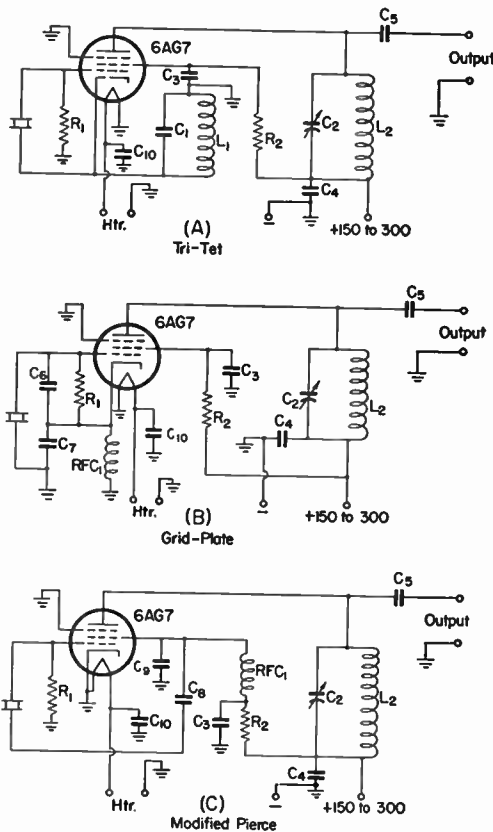 6AG7
C5
Output
C3
R1
C1
L1
R2
C2
L2
C10
C4
Htr.
(A)
Tri-Tet
+150 to 300
6AG7
C5
Output
C6
R1
C3
C2
L2
R2
C7
C10
C4
RFC1
Htr.
(B)
Grid-Plate
+150 to 300
6AG7
C5
Output
C9
C8
RFC1
R1
C2
L2
C3
R2
C10
C4
Htr.
(C)
Modified Pierce
+150 to 300